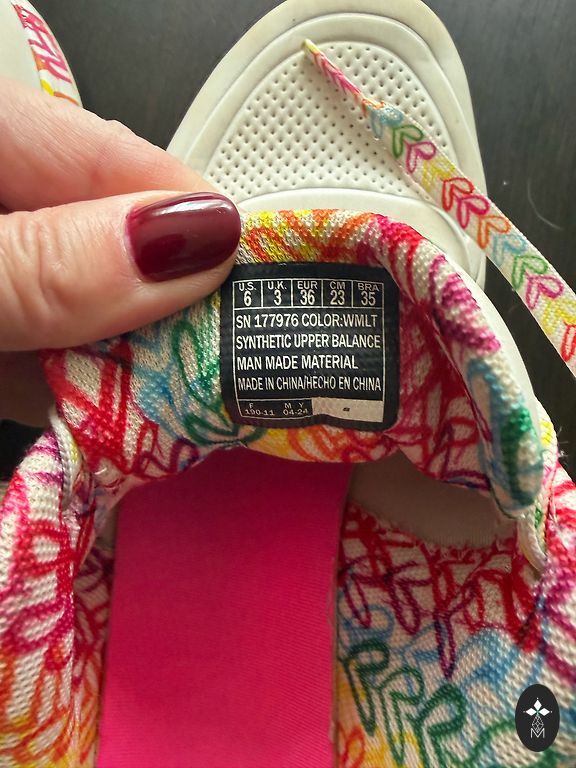 U.S. U.K. EUR CM BRA
6 3 36 23 35
SN 177976 COLOR:WMLT
SYNTHETIC UPPER BALANCE
MAN MADE MATERIAL
MADE IN CHINA/HECHO EN CHINA
F M Y
190-11 04-24
M